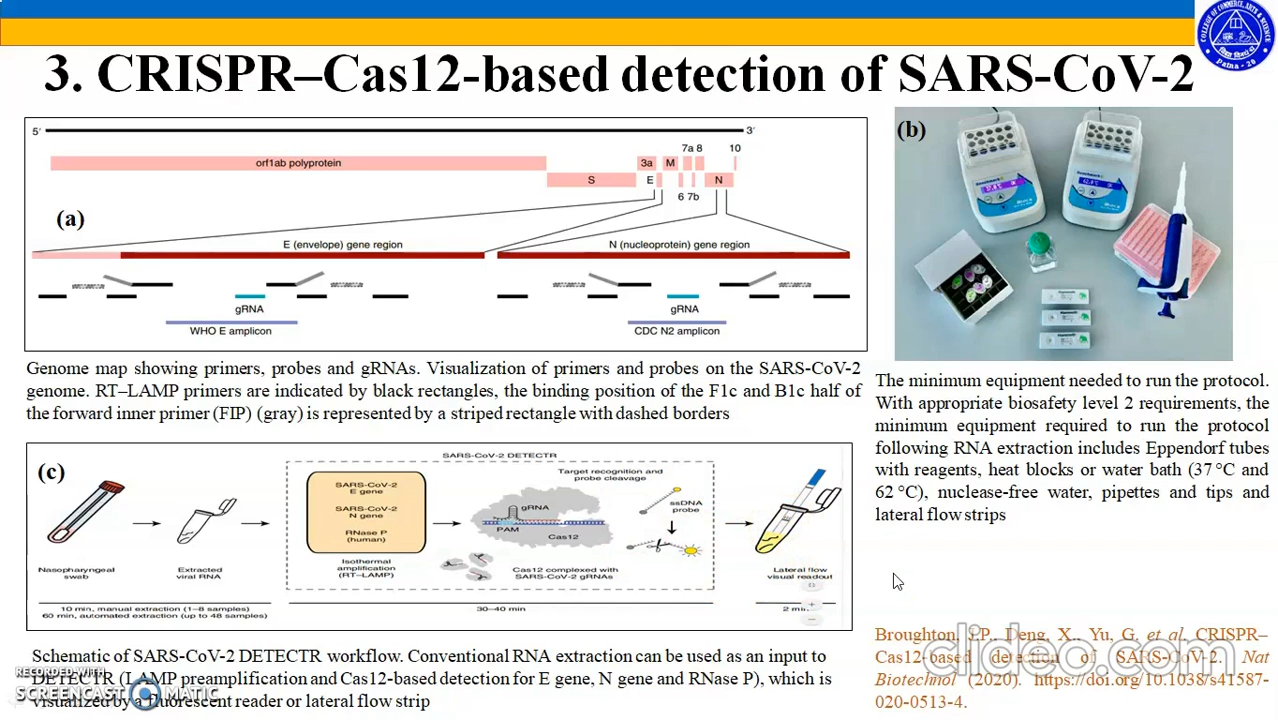 3. CRISPR–Cas12-based detection of SARS-CoV-2
COLLEGE OF COMMERCE, ARTS & SCIENCE
Patna - 20
(a)
5′
3′
orf1ab polyprotein
S
3a
E
M
7a 8
6 7b
N
10
E (envelope) gene region
N (nucleoprotein) gene region
gRNA
WHO E amplicon
gRNA
CDC N2 amplicon
Genome map showing primers, probes and gRNAs. Visualization of primers and probes on the SARS-CoV-2
genome. RT–LAMP primers are indicated by black rectangles, the binding position of the F1c and B1c half of
the forward inner primer (FIP) (gray) is represented by a striped rectangle with dashed borders
(b)
The minimum equipment needed to run the protocol.
With appropriate biosafety level 2 requirements, the
minimum equipment required to run the protocol
following RNA extraction includes Eppendorf tubes
with reagents, heat blocks or water bath (37 °C and
62 °C), nuclease-free water, pipettes and tips and
lateral flow strips
(c)
SARS-CoV-2 DETECTR
Nasopharyngeal
swab
Extracted
viral RNA
SARS-CoV-2
E gene
SARS-CoV-2
N gene
RNase P
(human)
Isothermal
amplification
(RT–LAMP)
Target recognition and
probe cleavage
gRNA
PAM
Cas12
ssDNA
probe
Cas12 complexed with
SARS-CoV-2 gRNAs
Lateral flow
visual readout
10 min, manual extraction (1–8 samples)
60 min, automated extraction (up to 48 samples)
30–40 min
2 min
Schematic of SARS-CoV-2 DETECTR workflow. Conventional RNA extraction can be used as an input to
DETECTR (LAMP preamplification and Cas12-based detection for E gene, N gene and RNase P), which is
visualized by a fluorescent reader or lateral flow strip
Broughton, J.P., Deng, X., Yu, G. et al. CRISPR–
Cas12-based detection of SARS-CoV-2. Nat
Biotechnol (2020). https://doi.org/10.1038/s41587-
020-0513-4.
clideo.com
RECORDED WITH
SCREENCAST MATIC